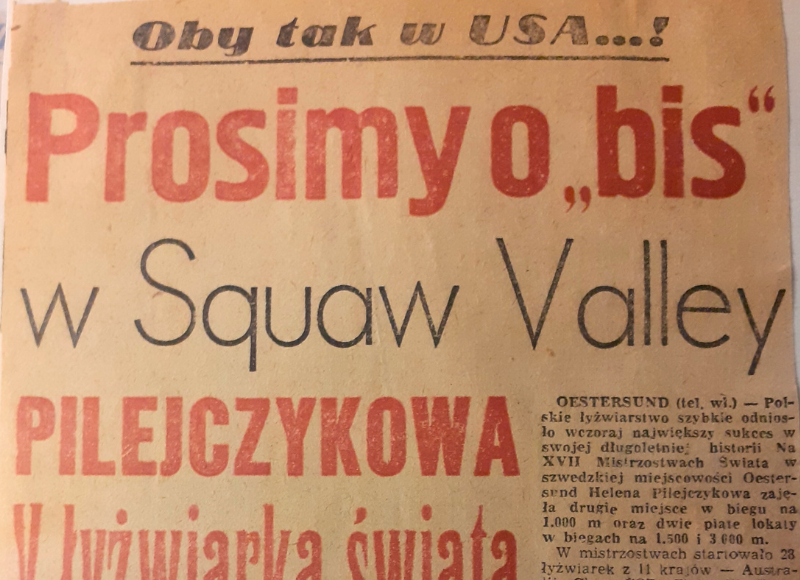 Oby tak w USA...!
Prosimy o „bis“
w Squaw Valley
PILEJCZYKOWA
V łyżwiarka świata
OESTERSUND (tel. wł.) — Pol-
skie łyżwiarstwo szybkie odnios-
ło wczoraj największy sukces w
swojej długoletniej historii Na
XVII Mistrzostwach Świata w
szwedzkiej miejscowości Oester-
sund Helena Pilejczykowa zaję-
ła drugie miejsce w biegu na
1.000 m oraz dwie piąte lokaty
w biegach na 1.500 i 3 000 m.
W mistrzostwach startowało 28
łyżwiarek z 11 krajów — Austra-